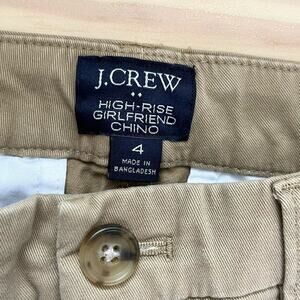 J.CREW
HIGH-RISE
GIRLFRIEND
CHINO
4
MADE IN
BANGLADESH